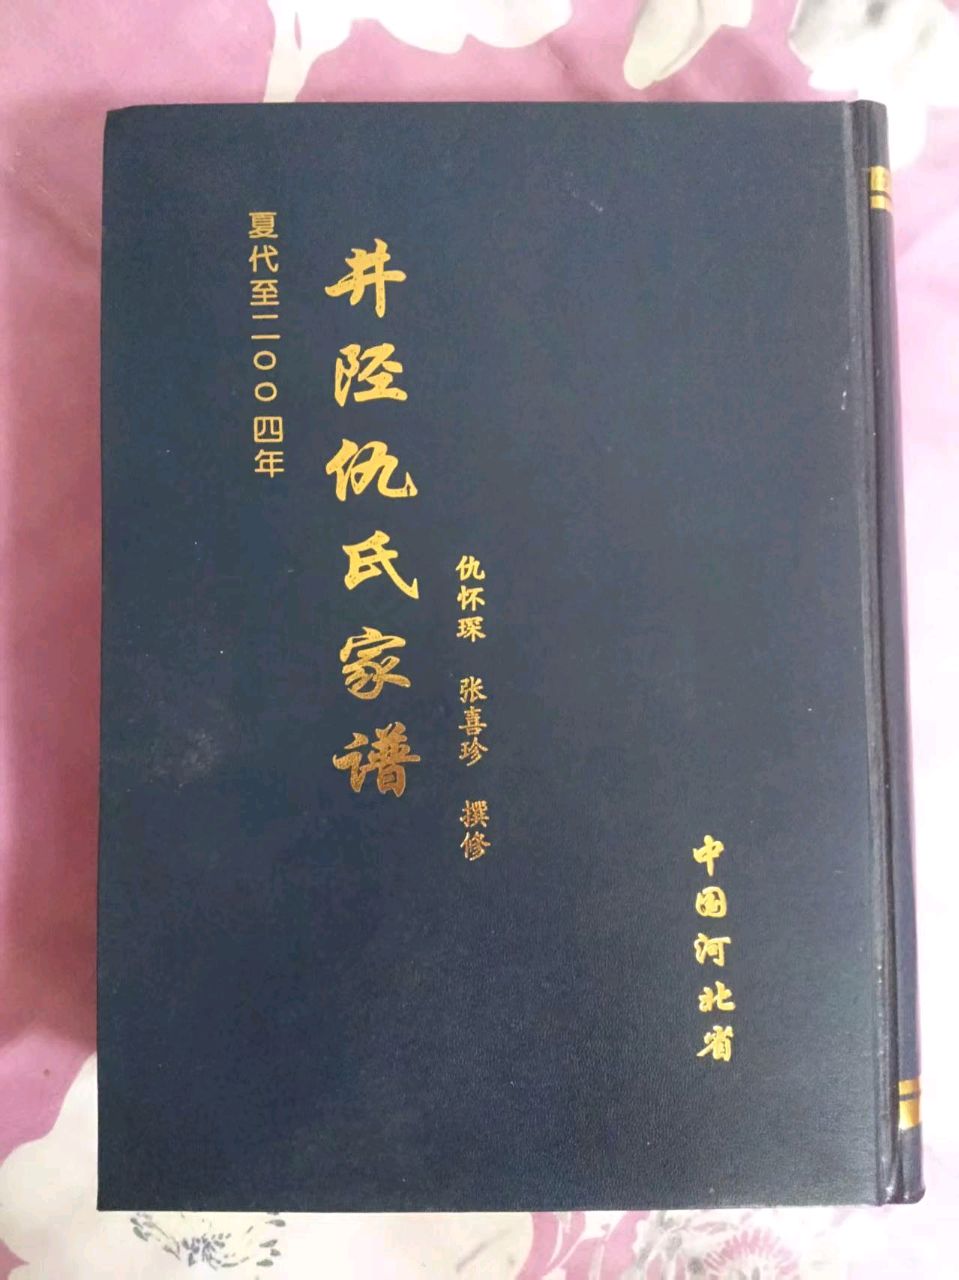 中国河北省
仇怀琛 张喜珍 撰修
井陉仇氏家谱
夏代至二〇〇四年